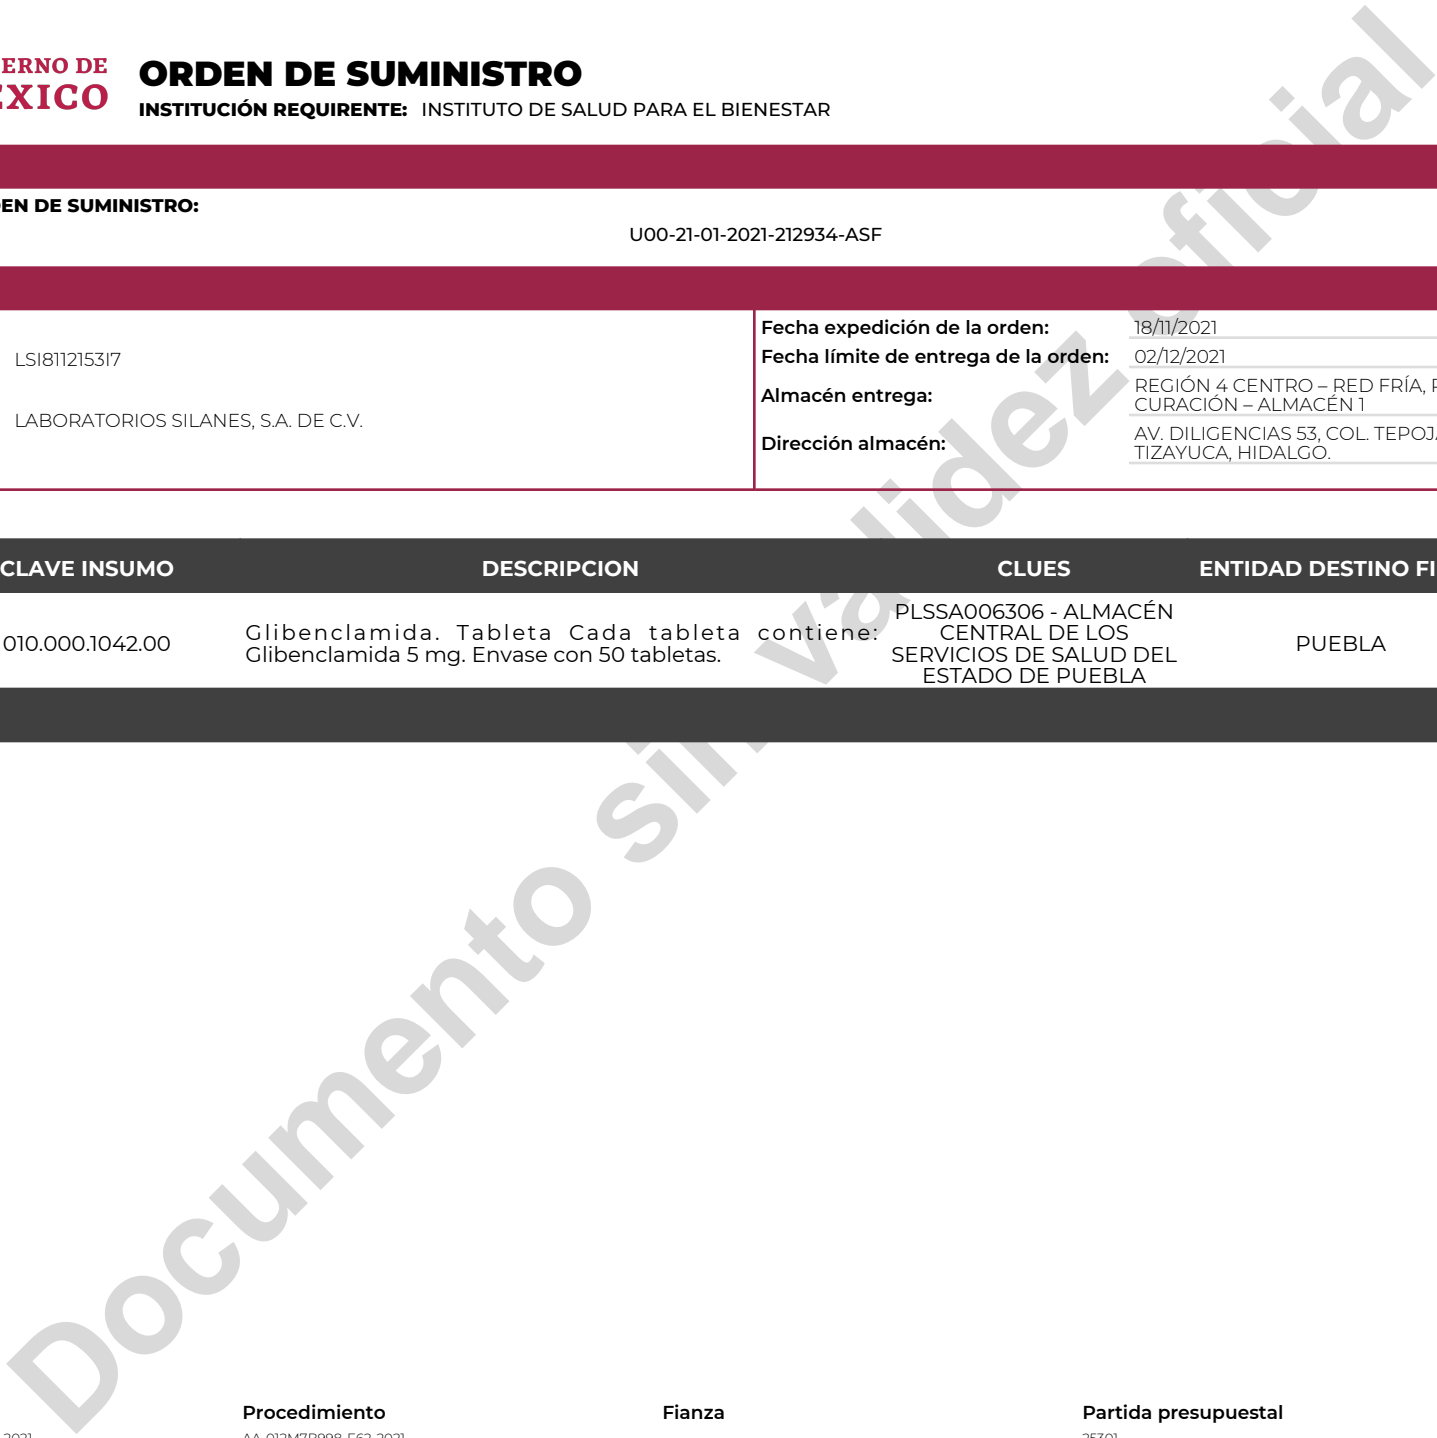 ORDEN DE SUMINISTRO
INSTITUCIÓN REQUIRENTE: INSTITUTO DE SALUD PARA EL BIENESTAR
ERNO DE
EXICO
EN DE SUMINISTRO:
U00-21-01-2021-212934-ASF
LSI8112153I7
LABORATORIOS SILANES, S.A. DE C.V.
Fecha expedición de la orden: 18/11/2021
Fecha límite de entrega de la orden: 02/12/2021
Almacén entrega: REGIÓN 4 CENTRO – RED FRÍA,
CURACIÓN – ALMACÉN 1
Dirección almacén: AV. DILIGENCIAS 53, COL. TEPOJ
TIZAYUCA, HIDALGO.
CLAVE INSUMO DESCRIPCION CLUES ENTIDAD DESTINO FI
010.000.1042.00
Glibenclamida. Tableta Cada tableta contiene:
Glibenclamida 5 mg. Envase con 50 tabletas.
PLSSA006306 - ALMACÉN
CENTRAL DE LOS
SERVICIOS DE SALUD DEL
ESTADO DE PUEBLA
PUEBLA
Documento sin validez oficial
Procedimiento Fianza Partida presupuestal